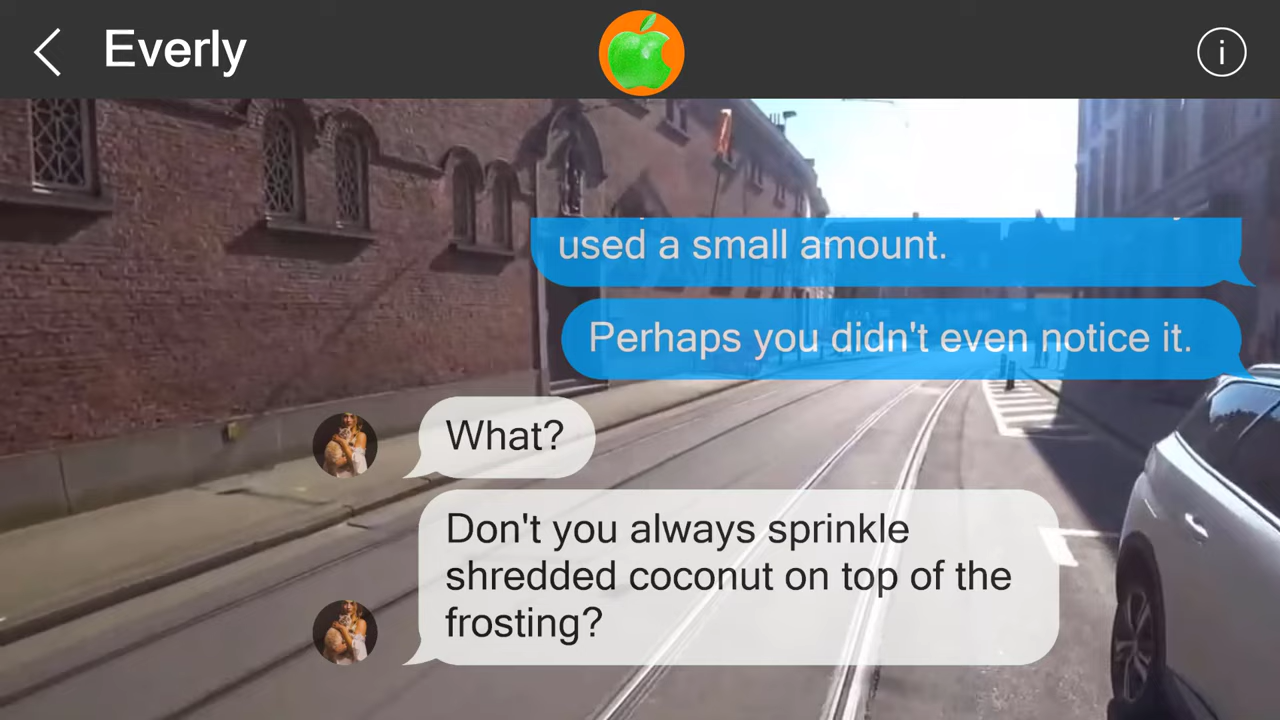 Everly
i
used a small amount.
Perhaps you didn't even notice it.
What?
Don't you always sprinkle
shredded coconut on top of the
frosting?